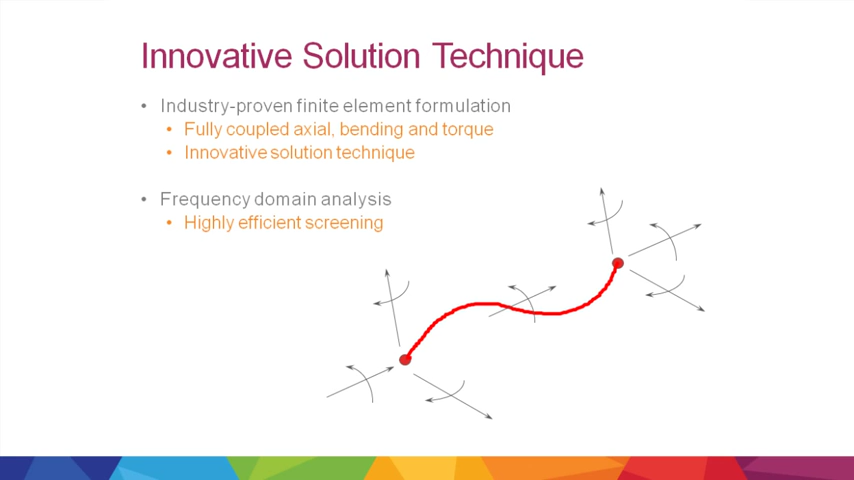 Innovative Solution Technique
• Industry-proven finite element formulation
• Fully coupled axial, bending and torque
• Innovative solution technique
• Frequency domain analysis
• Highly efficient screening